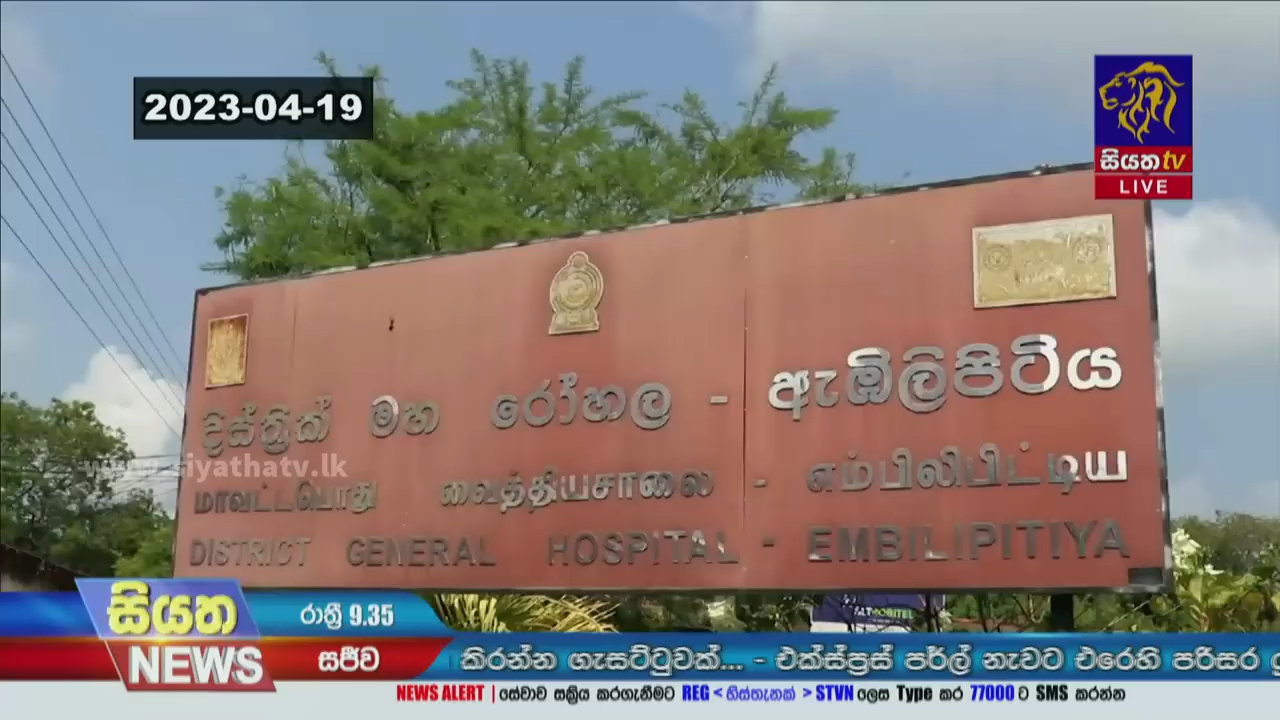 2023-04-19
සියත tv
LIVE
දිස්ත්‍රික් මහ රෝහල - ඇඹිලිපිටිය
www.siyathatv.lk
மாவட்டபொது வைத்தியசாலை - எம்பிலிபிட்டிய
DISTRICT GENERAL HOSPITAL - EMBILIPITIYA
සියත
NEWS
රාත්‍රී 9.35
සජීව
කිරන්න ගැසට්ටුවක්... - එක්ස්ප්‍රස් පර්ල් නැවට එරෙහි පරිසර
NEWS ALERT | සේවාව සක්‍රිය කරගැනීමට REG < හිස්තැනක් > STVN ලෙස Type කර 77000 ට SMS කරන්න